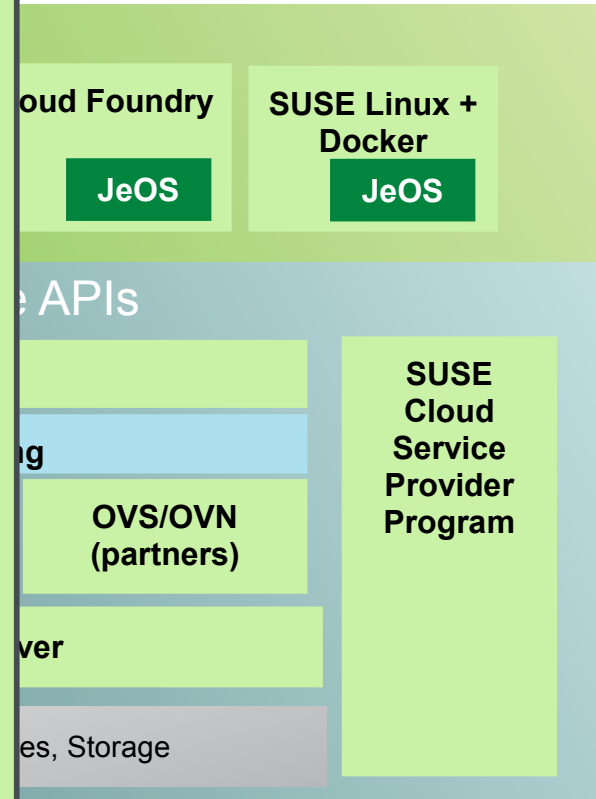 oud Foundry
JeOS
SUSE Linux +
Docker
JeOS
e APIs
ng
OVS/OVN
(partners)
ver
es, Storage
SUSE
Cloud
Service
Provider
Program